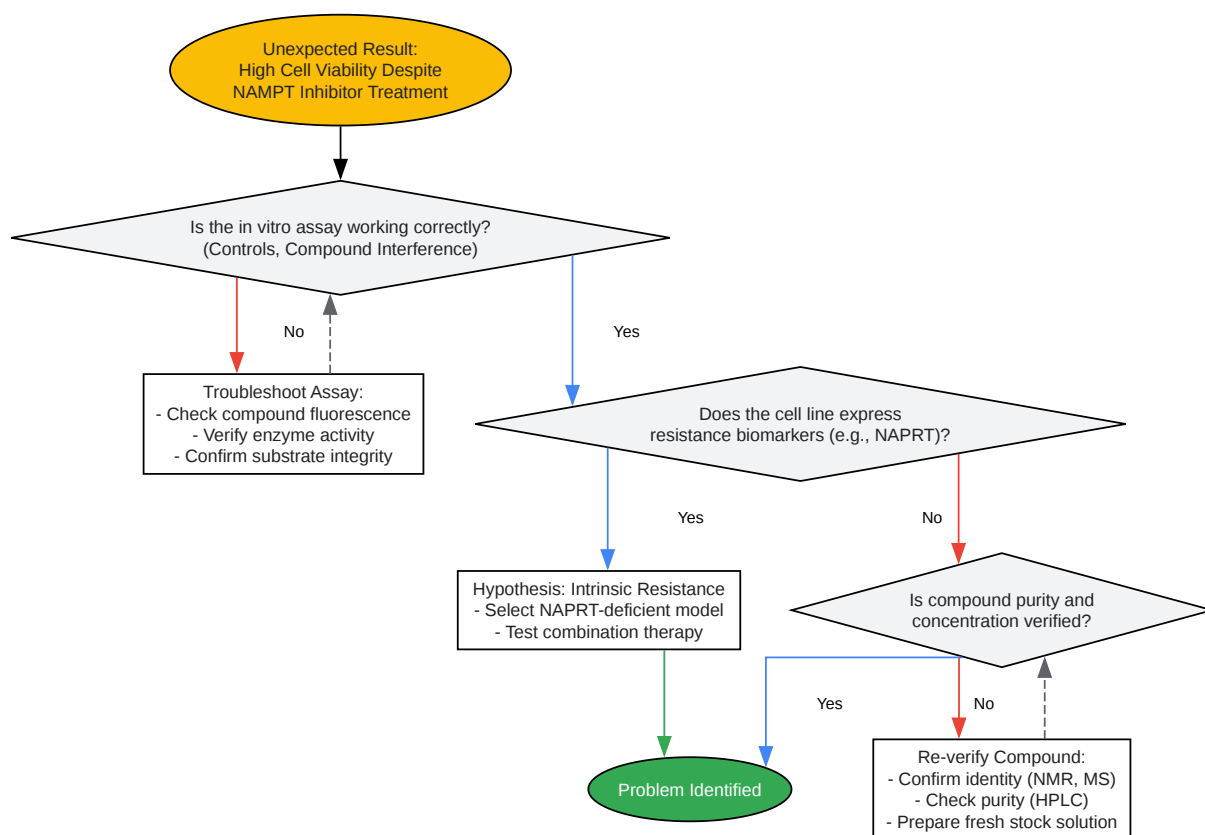 Unexpected Result:
High Cell Viability Despite
NAMPT Inhibitor Treatment
Is the in vitro assay working correctly?
(Controls, Compound Interference)
No
Yes
Troubleshoot Assay:
- Check compound fluorescence
- Verify enzyme activity
- Confirm substrate integrity
Does the cell line express
resistance biomarkers (e.g., NAPRT)?
Yes
No
Hypothesis: Intrinsic Resistance
- Select NAPRT-deficient model
- Test combination therapy
Is compound purity and
concentration verified?
Yes
No
Problem Identified
Re-verify Compound:
- Confirm identity (NMR, MS)
- Check purity (HPLC)
- Prepare fresh stock solution